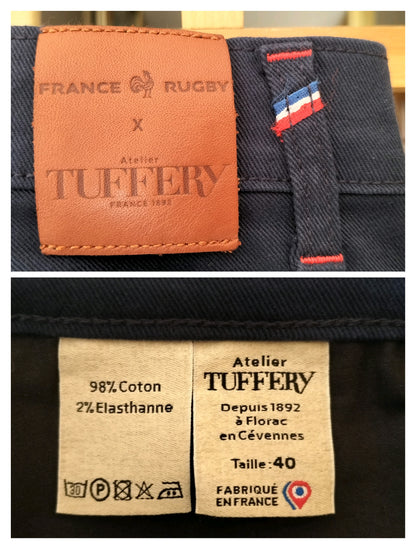 FRANCE RUGBY
X
Atelier
TUFFERY
FRANCE 1892
98% Coton
2% Elasthanne
30 P
Atelier
TUFFERY
Depuis 1892
à Florac
en Cévennes
Taille: 40
FABRIQUÉ
EN FRANCE